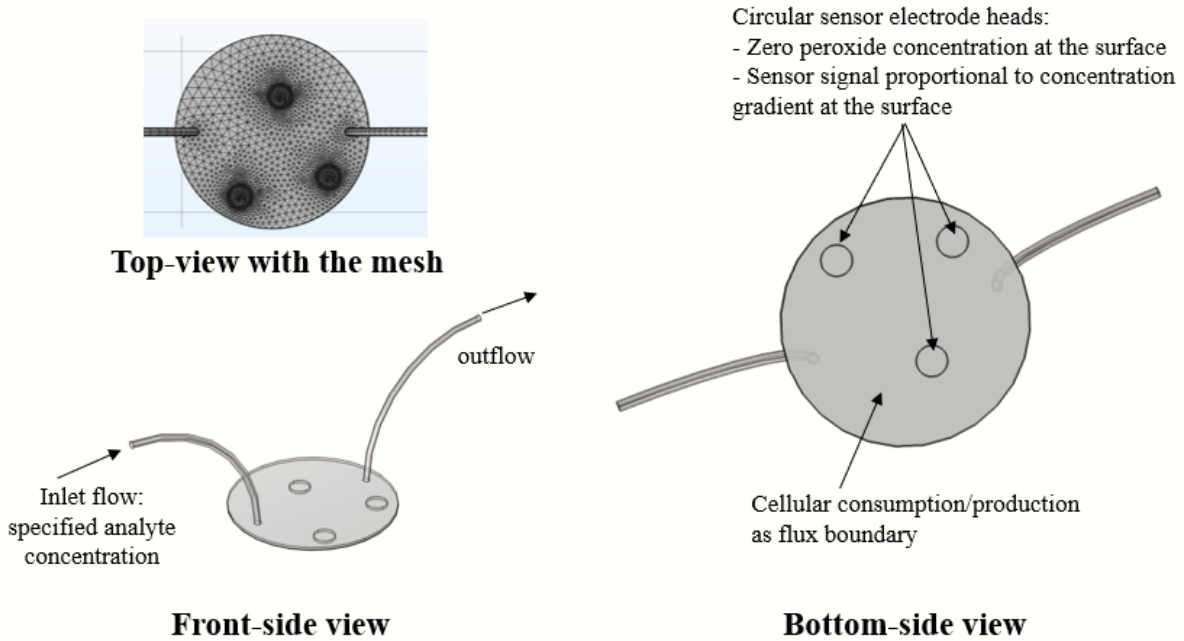 Circular sensor electrode heads:
- Zero peroxide concentration at the surface
- Sensor signal proportional to concentration
gradient at the surface
Top-view with the mesh
outflow
Inlet flow:
specified analyte
concentration
Cellular consumption/production
as flux boundary
Front-side view
Bottom-side view